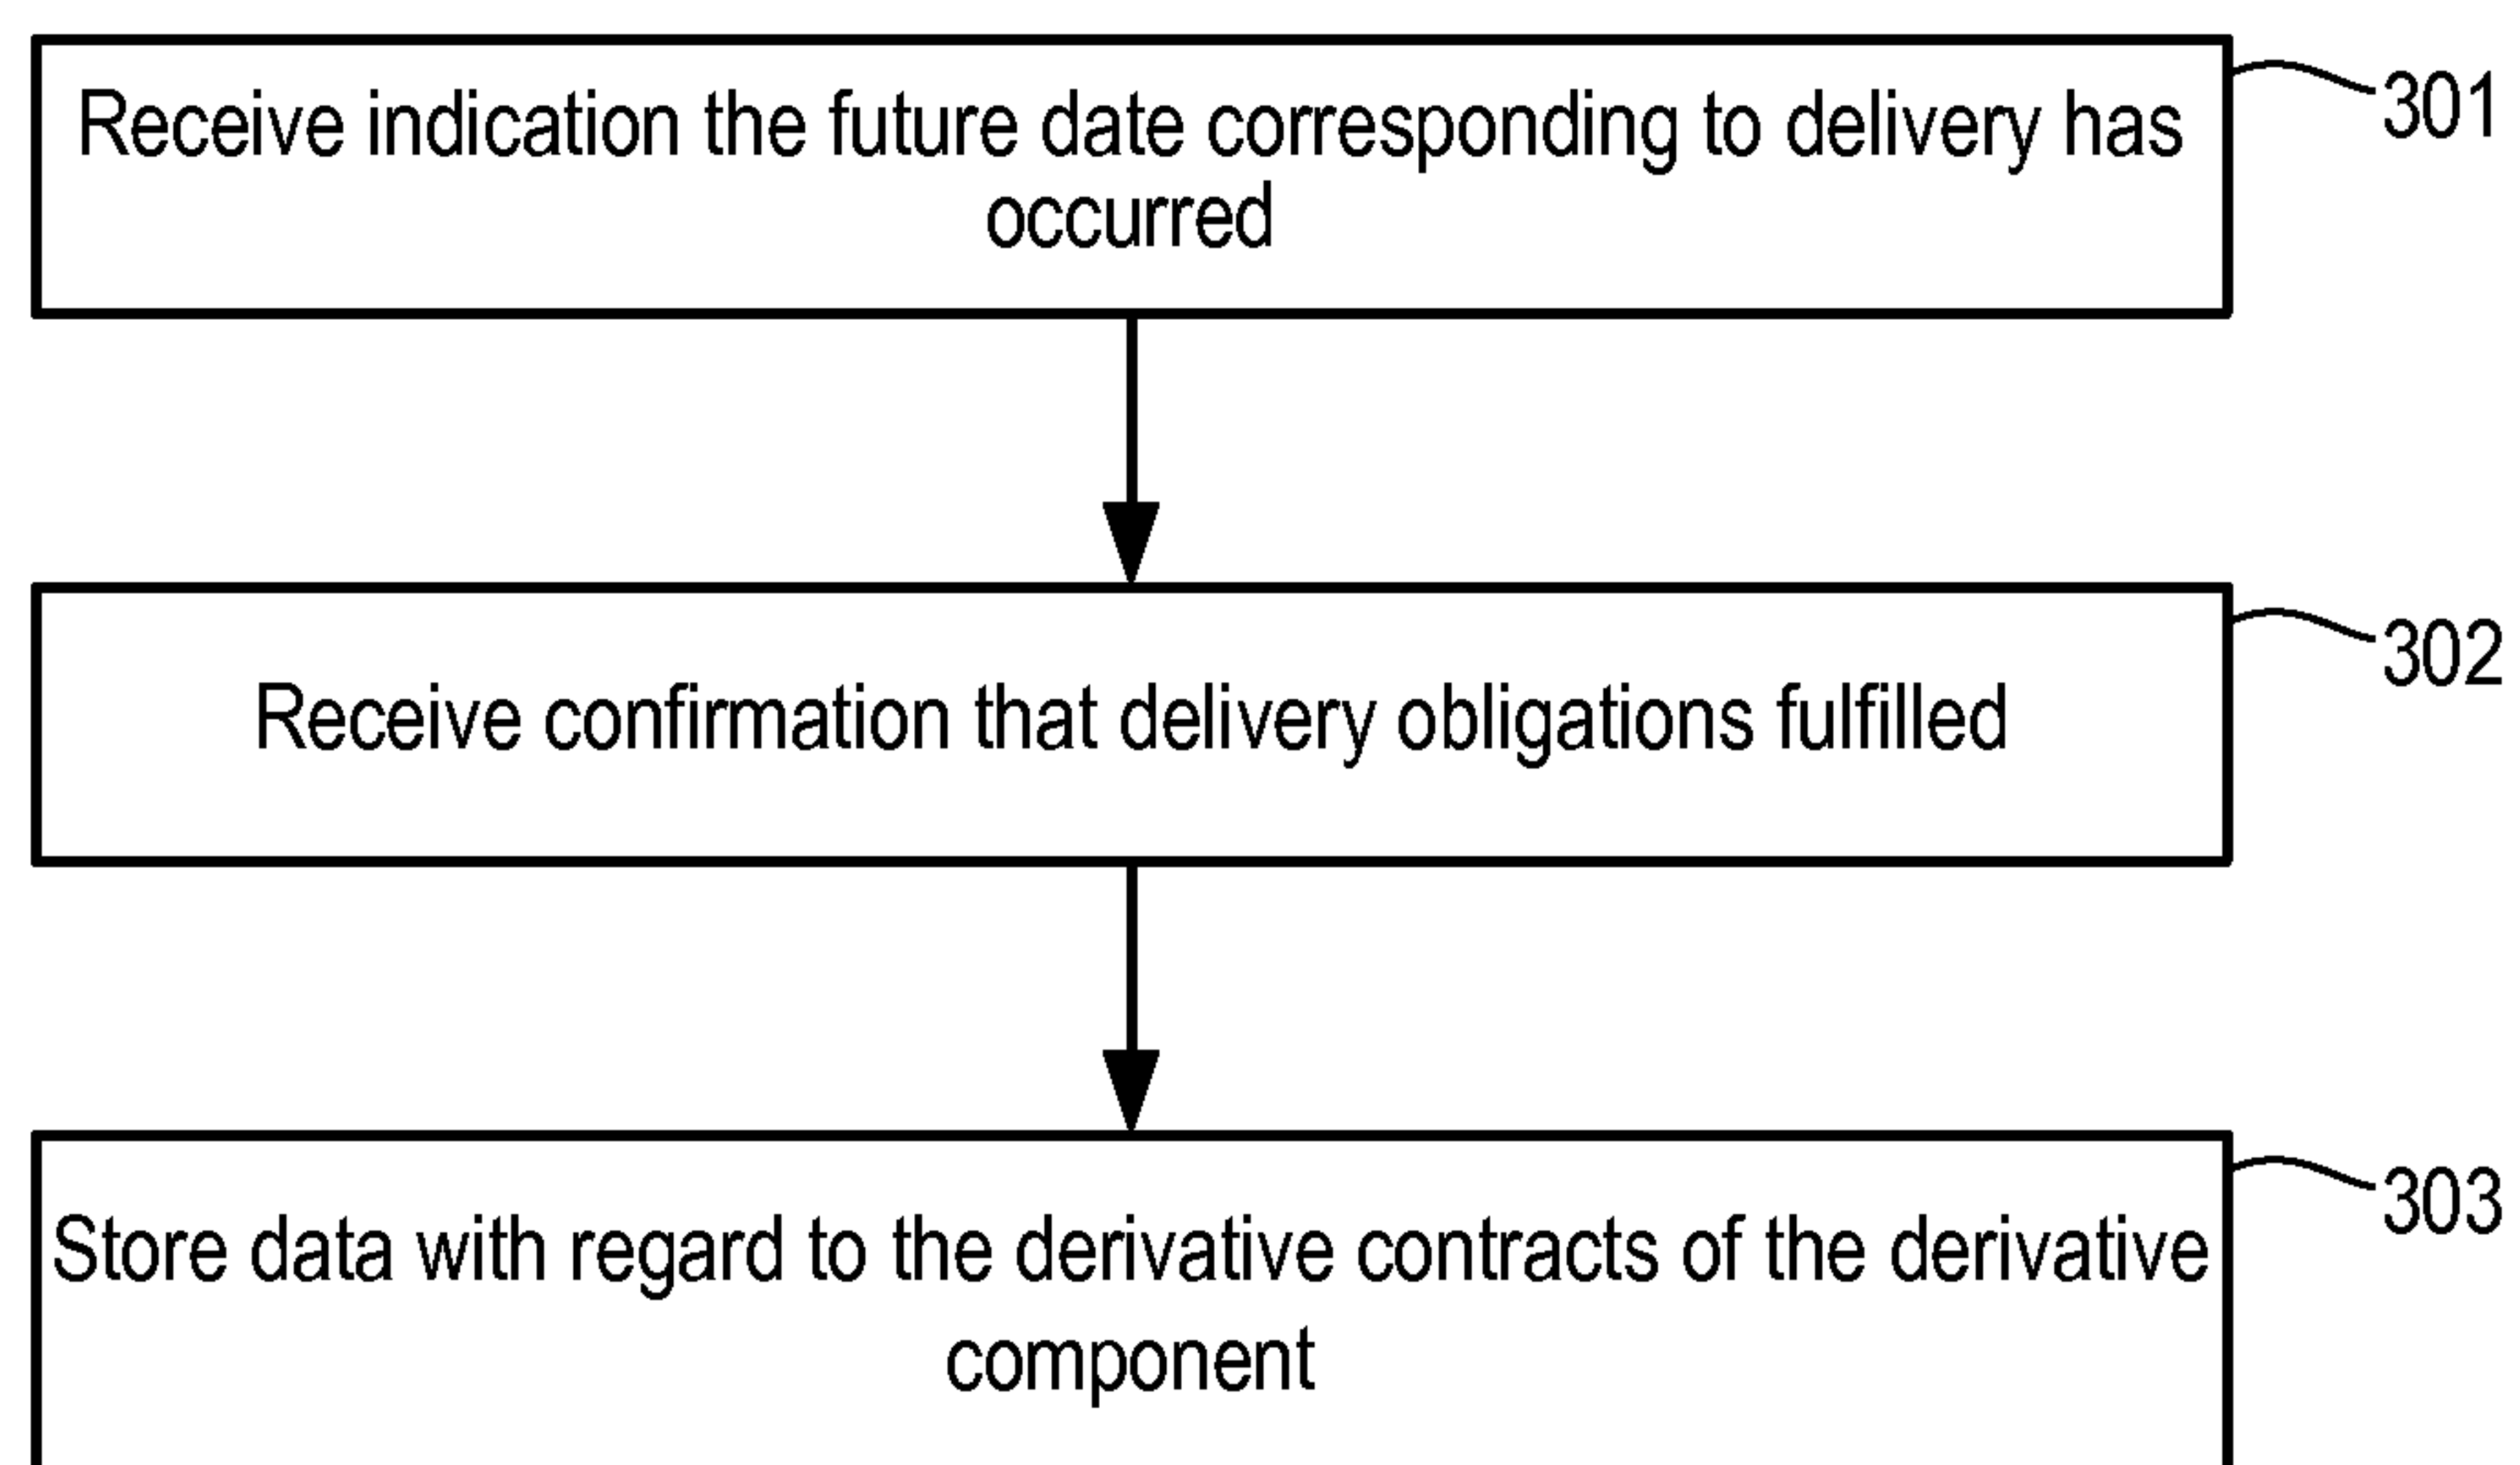 Receive indication the future date corresponding to delivery has
occurred
301
Receive confirmation that delivery obligations fulfilled
302
Store data with regard to the derivative contracts of the derivative
component
303